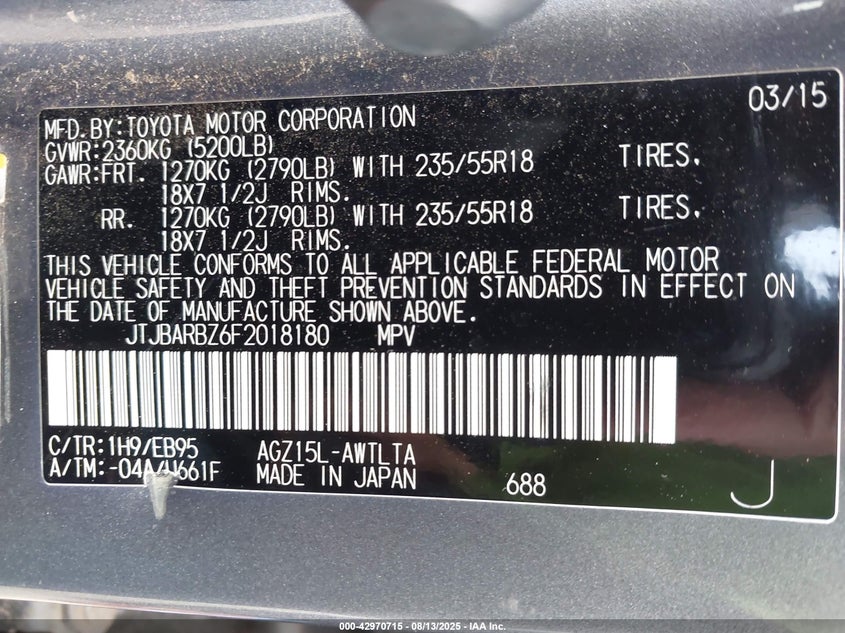 03/15
MFD.BY:TOYOTA MOTOR CORPORATION
GVWR:2360KG (5200LB)
GAWR:FRT. 1270KG (2790LB) WITH 235/55R18 TIRES.
18X7 1/2J RIMS.
RR. 1270KG (2790LB) WITH 235/55R18 TIRES.
18X7 1/2J RIMS.
THIS VEHICLE CONFORMS TO ALL APPLICABLE FEDERAL MOTOR
VEHICLE SAFETY AND THEFT PREVENTION STANDARDS IN EFFECT ON
THE DATE OF MANUFACTURE SHOWN ABOVE.
JTJBARBZ6F2018180 MPV
C/TR:1H9/EB95 AGZ15L-AWTLTA
A/TM:-04A/U661F MADE IN JAPAN 688 J
000-42970715 - 08/13/2025 - IAA Inc.